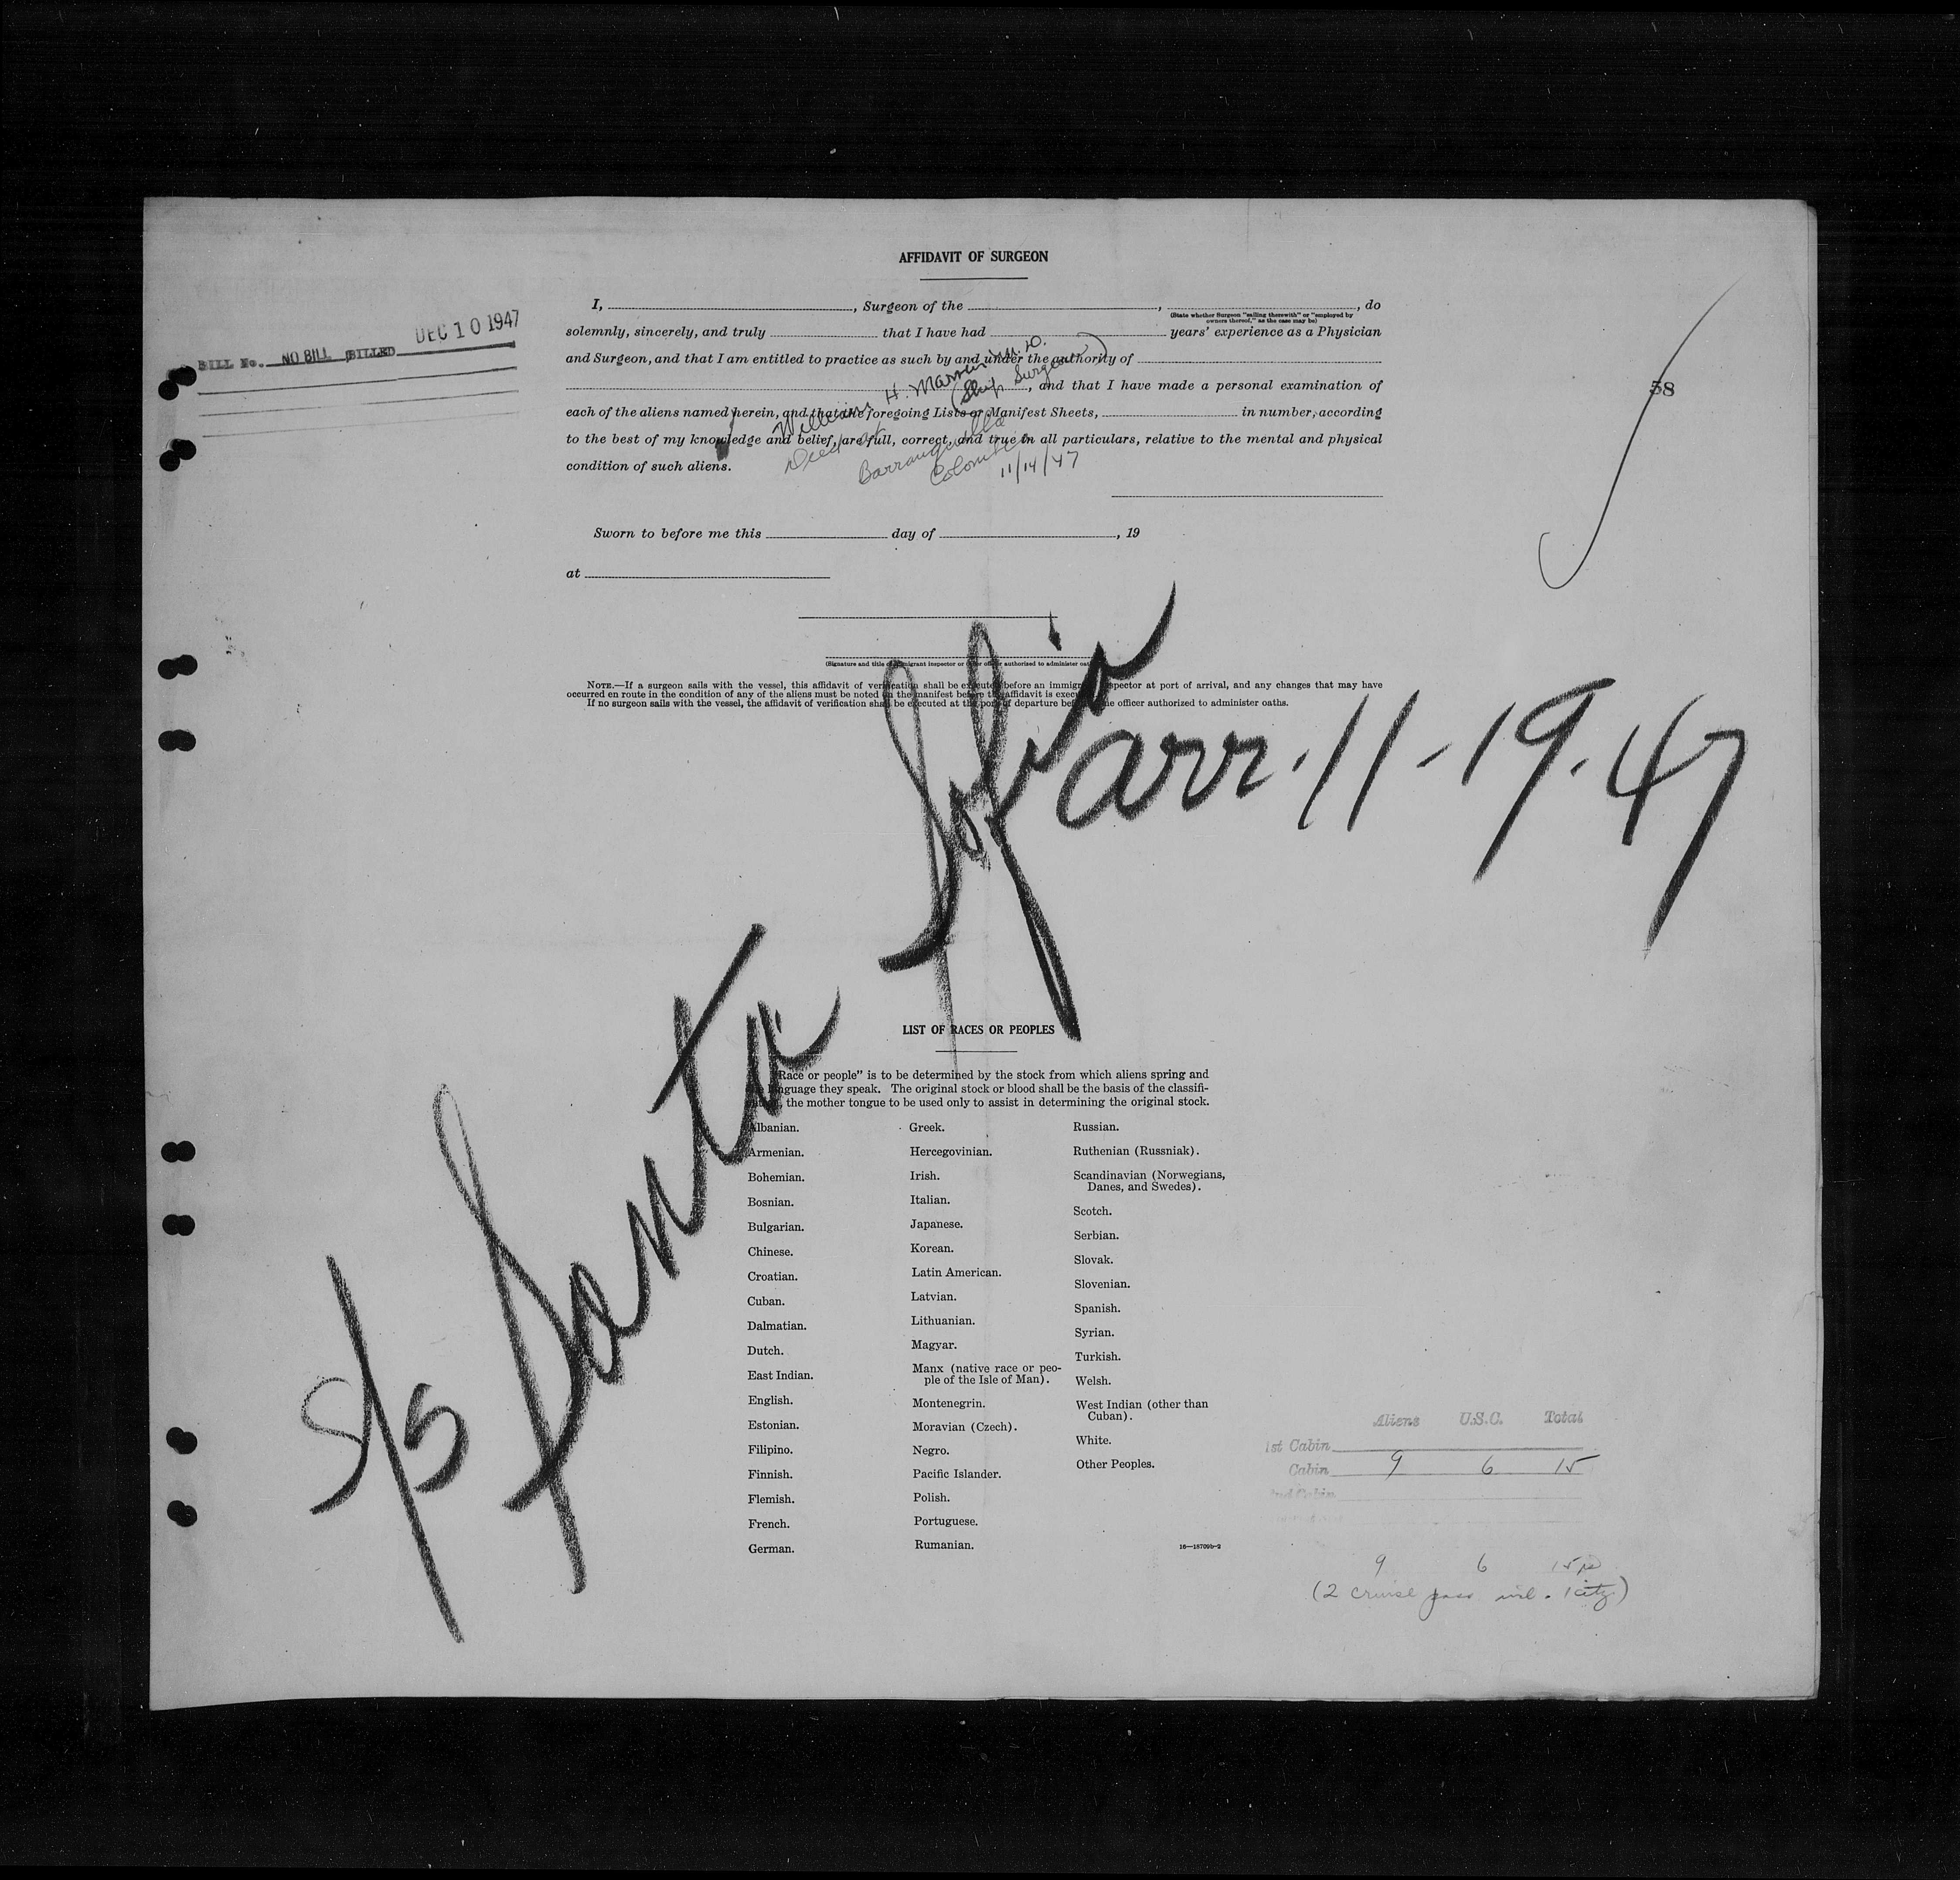 AFFIDAVIT OF SURGEON
I, , Surgeon of the , , do
(State whether Surgeon "sailing therewith" or "employed by
owners thereof," as the case may be)
solemnly, sincerely, and truly that I have had years' experience as a Physician
and Surgeon, and that I am entitled to practice as such by and under the authority of
, and that I have made a personal examination of
each of the aliens named herein, and that the foregoing Lists or Manifest Sheets, in number, according
to the best of my knowledge and belief, are full, correct, and true in all particulars, relative to the mental and physical
condition of such aliens.
DEC 10 1947
BILL No. NO BILL BILLED
58
William H. M.D.
(Ship Surgeon)
Died at
Barranquilla
Colombia
11/14/47
Sworn to before me this day of , 19
at
(Signature and title of immigrant inspector or other officer authorized to administer oaths)
NOTE.—If a surgeon sails with the vessel, this affidavit of verification shall be executed before an immigrant inspector at port of arrival, and any changes that may have
occurred en route in the condition of any of the aliens must be noted on the manifest before the affidavit is executed.
If no surgeon sails with the vessel, the affidavit of verification shall be executed at the port of departure before the officer authorized to administer oaths.
S/S Santa Sofia
arr. 11-19-47
LIST OF RACES OR PEOPLES
"Race or people" is to be determined by the stock from which aliens spring and
language they speak. The original stock or blood shall be the basis of the classifi-
, the mother tongue to be used only to assist in determining the original stock.
Albanian.
Armenian.
Bohemian.
Bosnian.
Bulgarian.
Chinese.
Croatian.
Cuban.
Dalmatian.
Dutch.
East Indian.
English.
Estonian.
Filipino.
Finnish.
Flemish.
French.
German.
Greek.
Hercegovinian.
Irish.
Italian.
Japanese.
Korean.
Latin American.
Latvian.
Lithuanian.
Magyar.
Manx (native race or peo-
ple of the Isle of Man).
Montenegrin.
Moravian (Czech).
Negro.
Pacific Islander.
Polish.
Portuguese.
Rumanian.
Russian.
Ruthenian (Russniak).
Scandinavian (Norwegians,
Danes, and Swedes).
Scotch.
Serbian.
Slovak.
Slovenian.
Spanish.
Syrian.
Turkish.
Welsh.
West Indian (other than
Cuban).
White.
Other Peoples.
16—18709b-2
Aliens U.S.C. Total
1st Cabin
Cabin 9 6 15
2nd Cabin
9 6 15
(2 cruise pass incl. 1 citz)